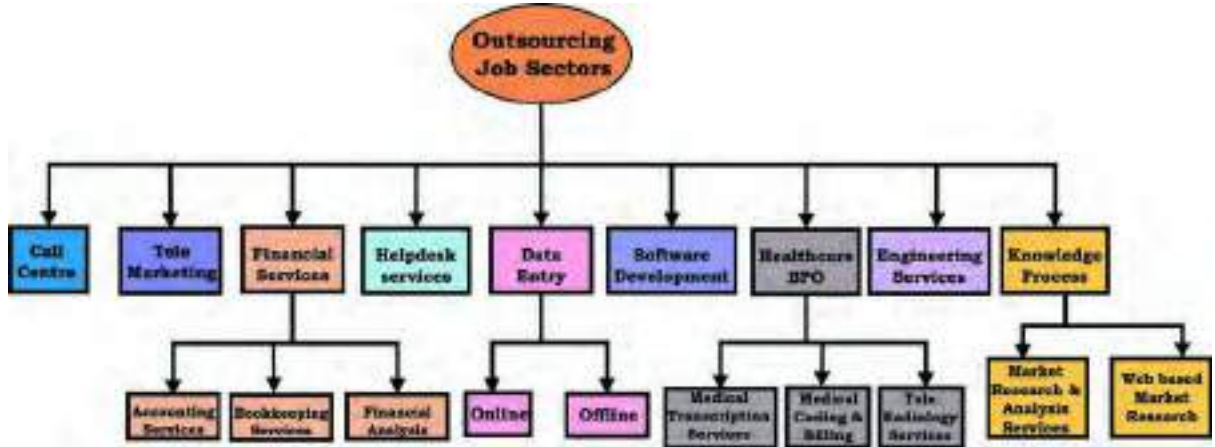 Outsourcing
Job Sectors
Call
Centre
Tele
Marketing
Financial
Services
Helpdesk
services
Data
Entry
Software
Development
Healthcare
BPO
Engineering
Services
Knowledge
Process
Accounting
Services
Bookkeeping
Services
Financial
Analysis
Online
Offline
Medical
Transcription
Services
Medical
Coding &
Billing
Tele
Radiology
Services
Market
Research &
Analysis
Services
Web based
Market
Research